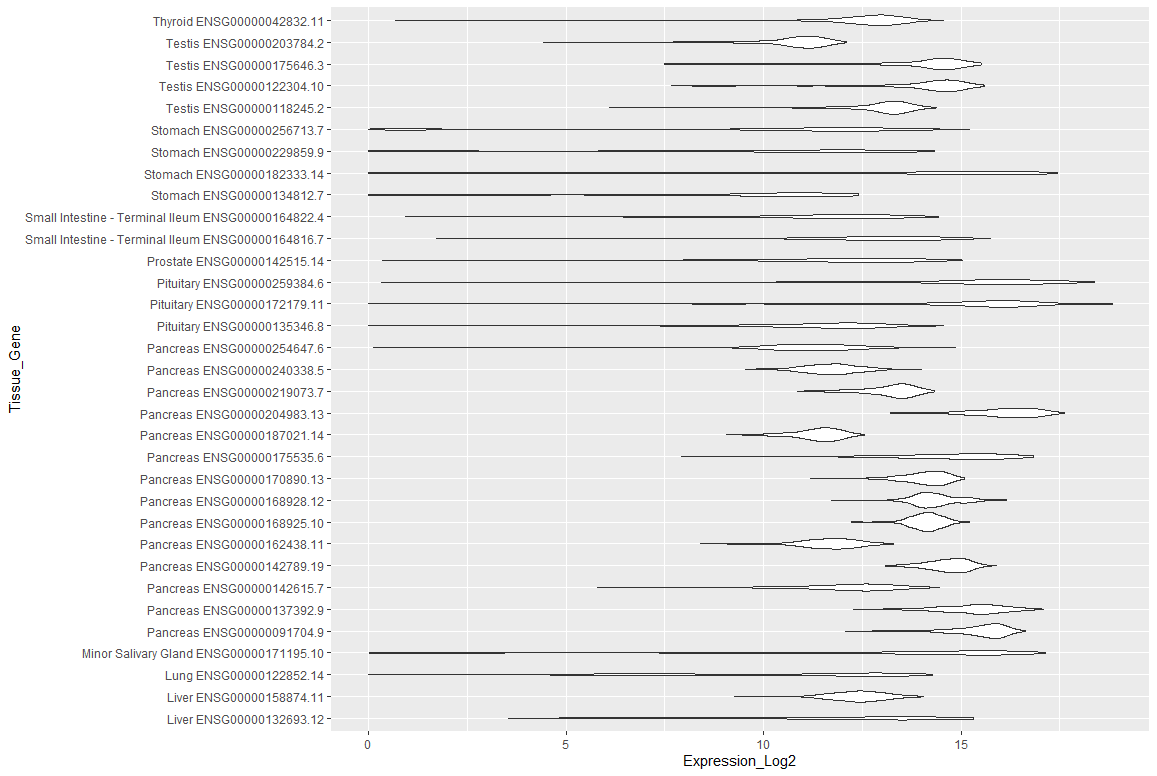 Thyroid ENSG00000042832.11
Testis ENSG00000203784.2
Testis ENSG00000175646.3
Testis ENSG00000122304.10
Testis ENSG00000118245.2
Stomach ENSG00000256713.7
Stomach ENSG00000229859.9
Stomach ENSG00000182333.14
Stomach ENSG00000134812.7
Small Intestine - Terminal Ileum ENSG00000164822.4
Small Intestine - Terminal Ileum ENSG00000164816.7
Prostate ENSG00000142515.14
Pituitary ENSG00000259384.6
Pituitary ENSG00000172179.11
Pituitary ENSG00000135346.8
Pancreas ENSG00000254647.6
Pancreas ENSG00000240338.5
Pancreas ENSG00000219073.7
Pancreas ENSG00000204983.13
Pancreas ENSG00000187021.14
Pancreas ENSG00000175535.6
Pancreas ENSG00000170890.13
Pancreas ENSG00000168928.12
Pancreas ENSG00000168925.10
Pancreas ENSG00000162438.11
Pancreas ENSG00000142789.19
Pancreas ENSG00000142615.7
Pancreas ENSG00000137392.9
Pancreas ENSG00000091704.9
Minor Salivary Gland ENSG00000171195.10
Lung ENSG00000122852.14
Liver ENSG00000158874.11
Liver ENSG00000132693.12
Tissue_Gene
0 5 10 15
Expression_Log2